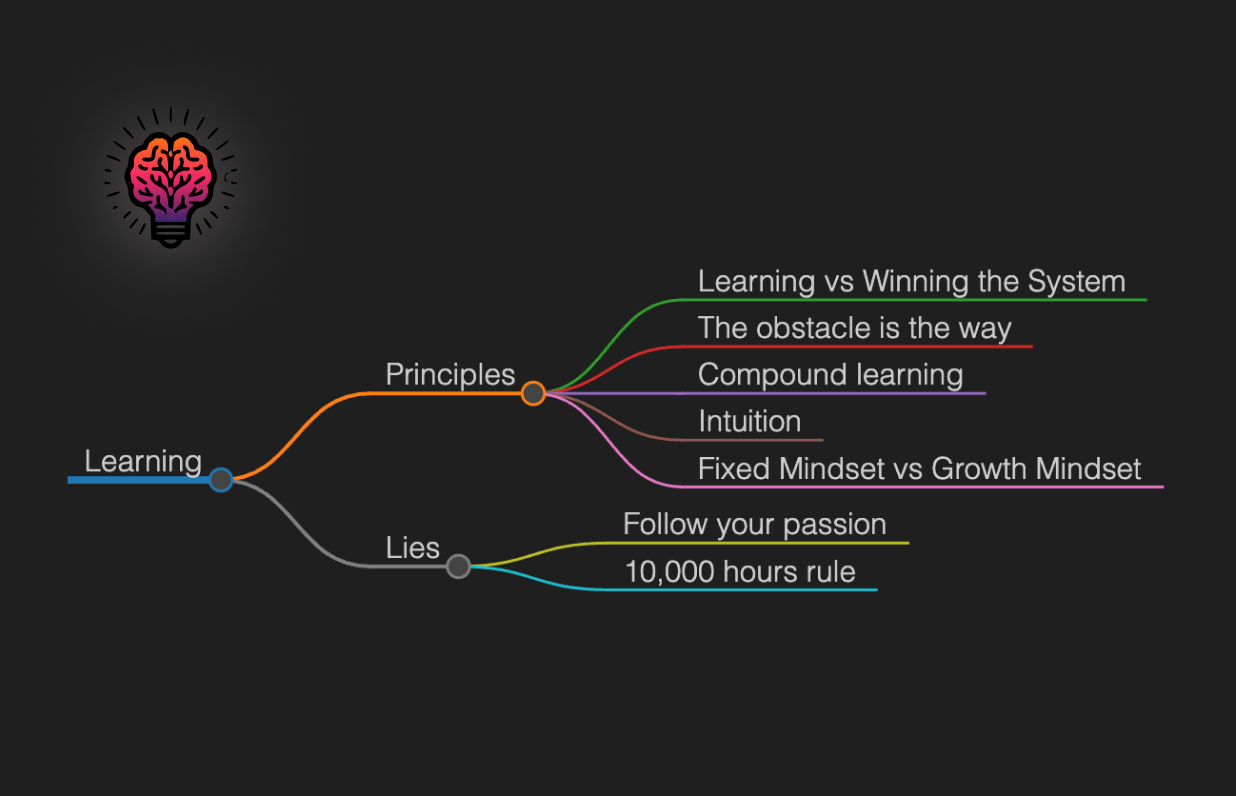 Learning
Principles
Learning vs Winning the System
The obstacle is the way
Compound learning
Intuition
Fixed Mindset vs Growth Mindset
Lies
Follow your passion
10,000 hours rule